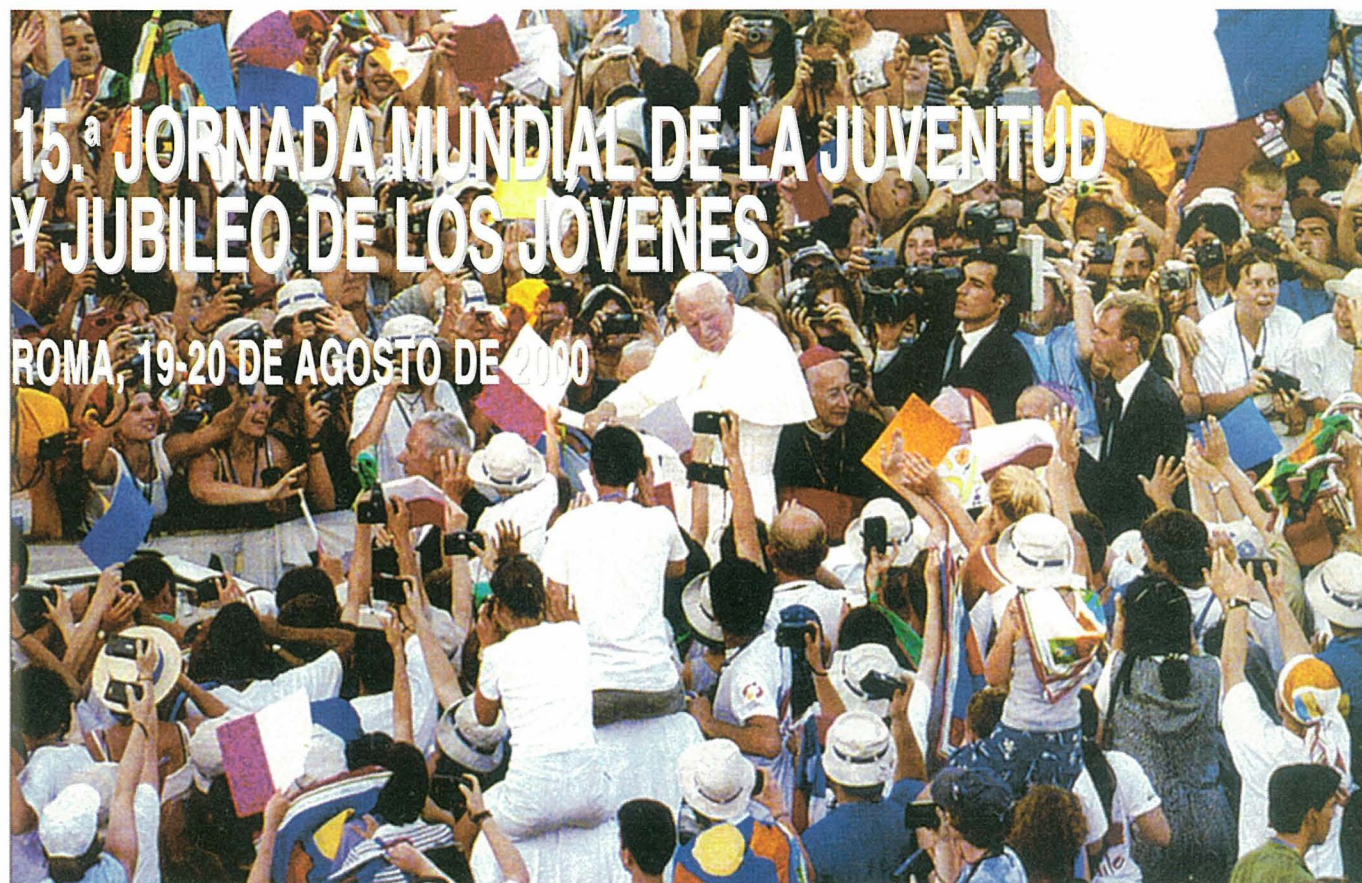 15.ª JORNADA MUNDIAL DE LA JUVENTUD
Y JUBILEO DE LOS JÓVENES
ROMA, 19-20 DE AGOSTO DE 2000